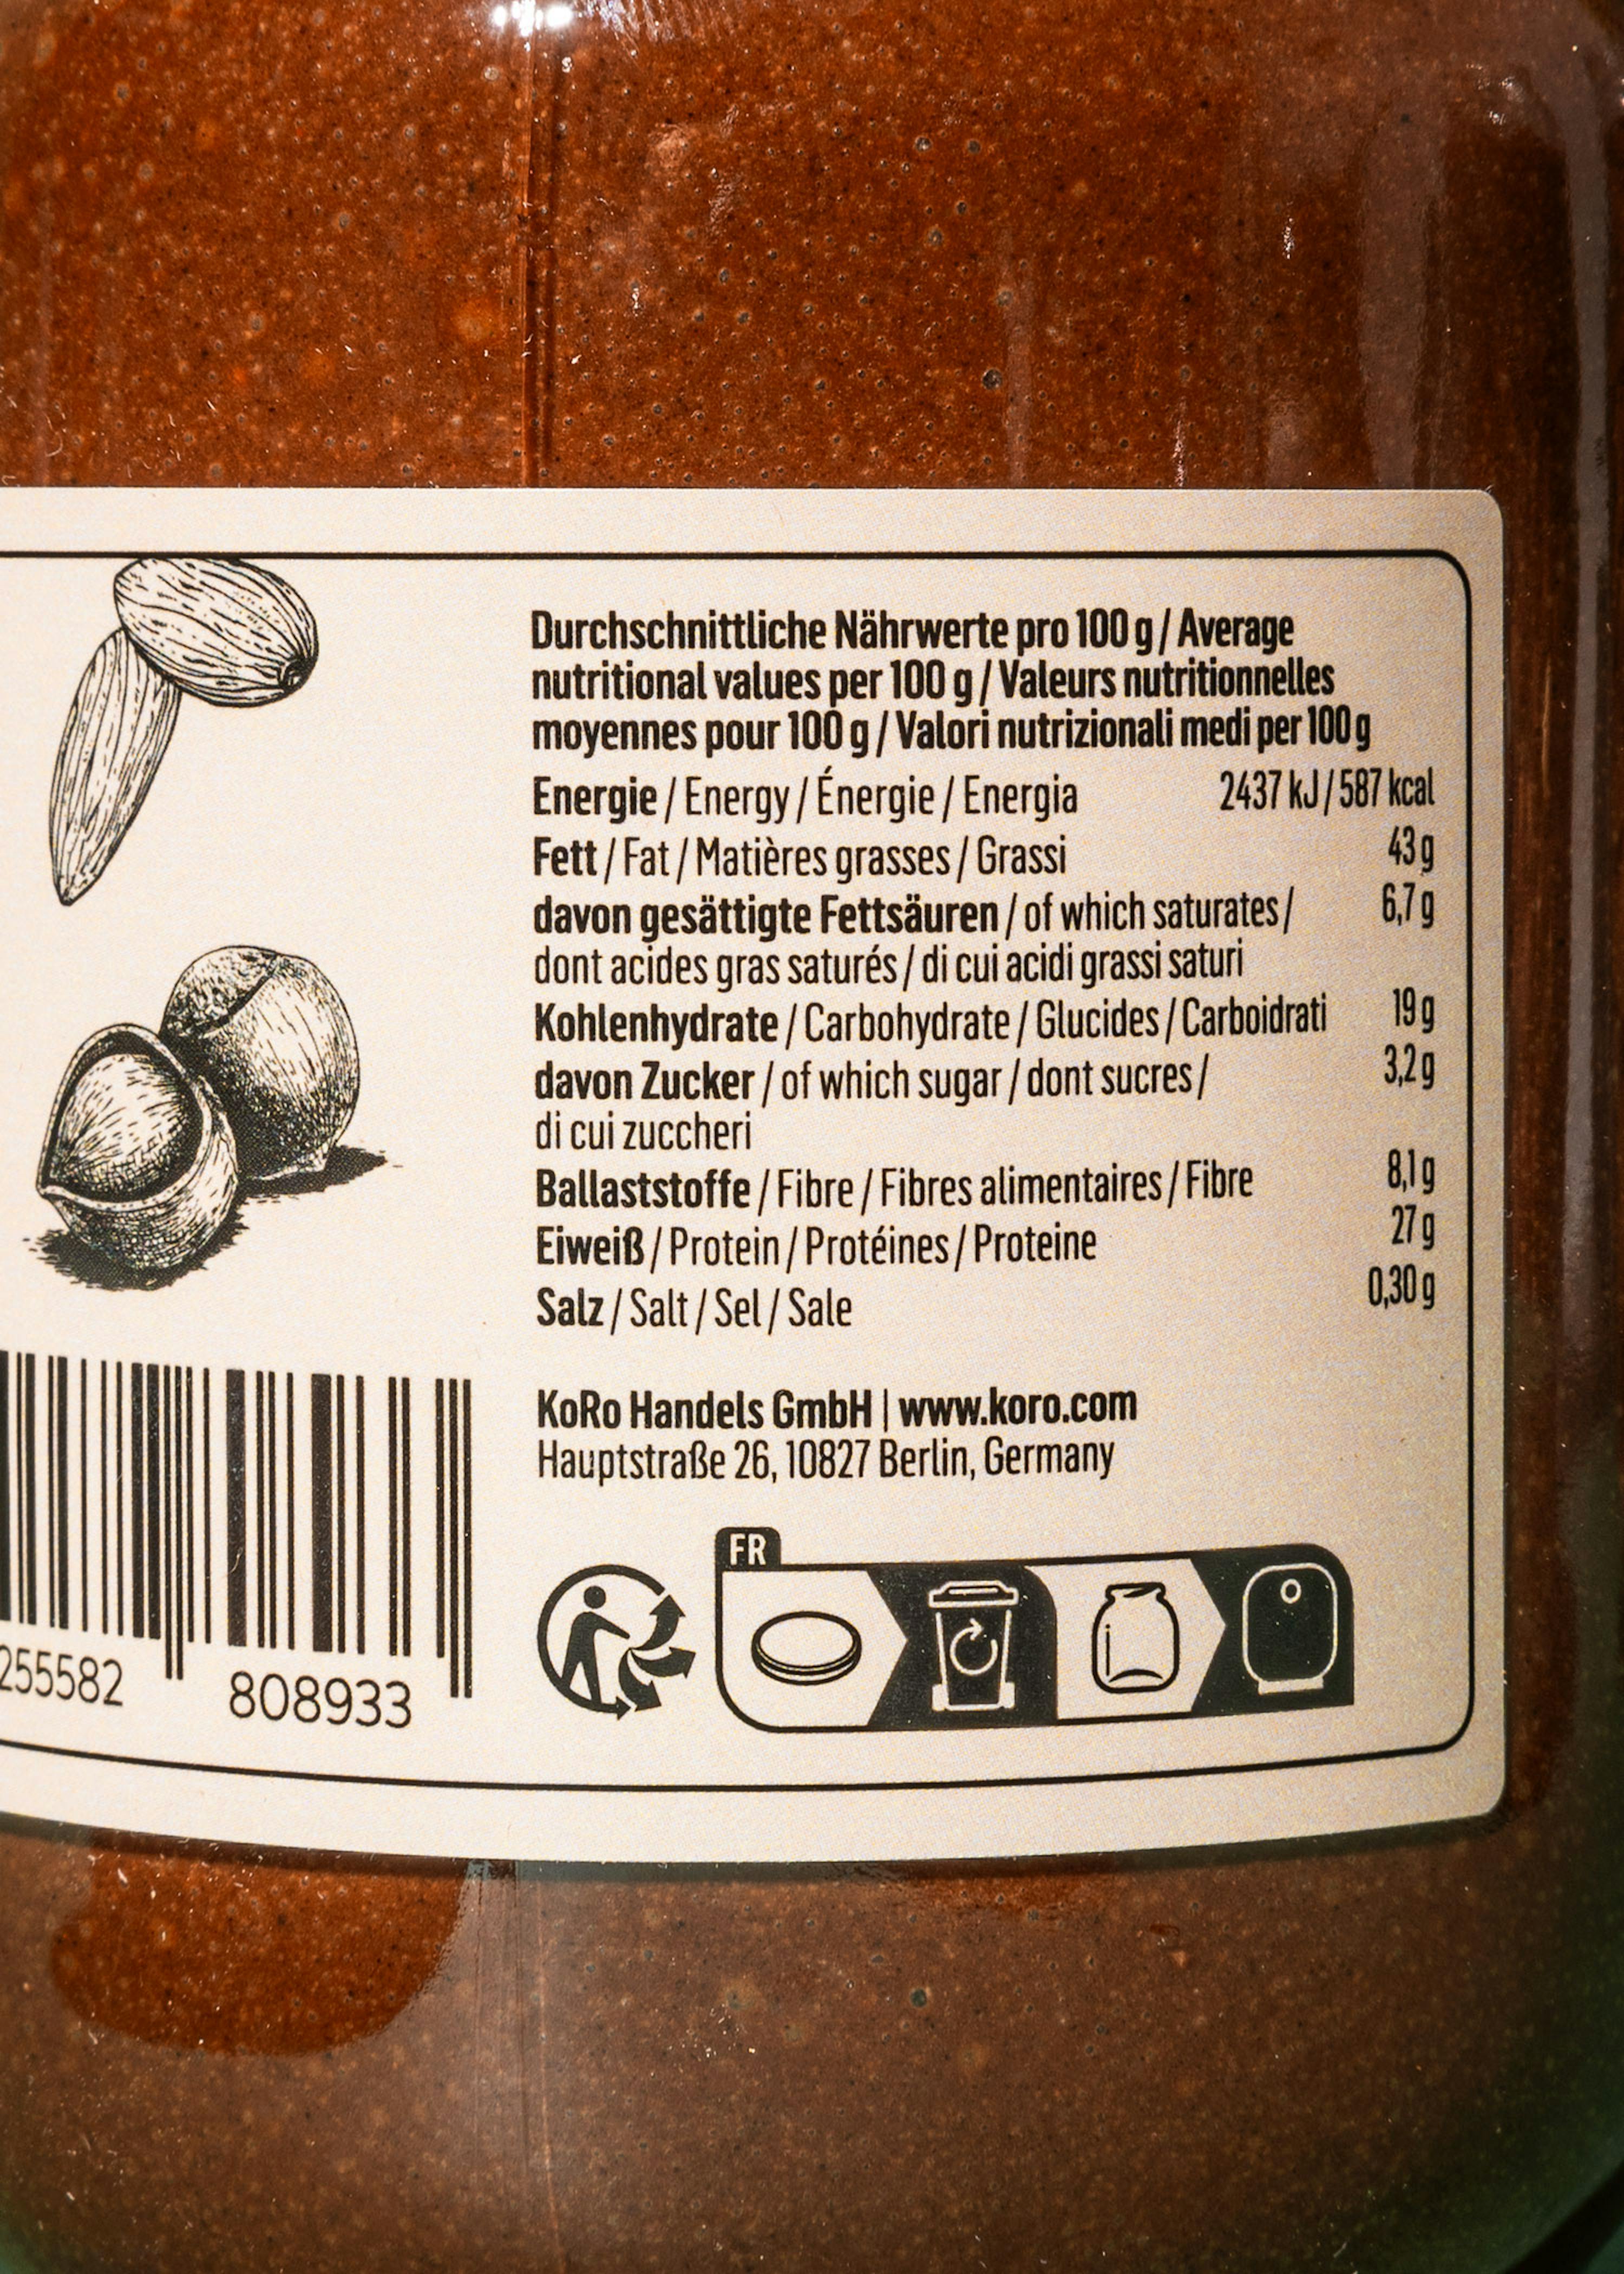 Durchschnittliche Nährwerte pro 100 g / Average
nutritional values per 100 g / Valeurs nutritionnelles
moyennes pour 100 g / Valori nutrizionali medi per 100 g
Energie / Energy / Énergie / Energia 2437 kJ / 587 kcal
Fett / Fat / Matières grasses / Grassi 43 g
davon gesättigte Fettsäuren / of which saturates / 6,7 g
dont acides gras saturés / di cui acidi grassi saturi
Kohlenhydrate / Carbohydrate / Glucides / Carboidrati 19 g
davon Zucker / of which sugar / dont sucres / 3,2 g
di cui zuccheri
Ballaststoffe / Fibre / Fibres alimentaires / Fibre 8,1 g
Eiweiß / Protein / Protéines / Proteine 27 g
Salz / Salt / Sel / Sale 0,30 g
KoRo Handels GmbH | www.koro.com
Hauptstraße 26, 10827 Berlin, Germany
FR
255582 808933